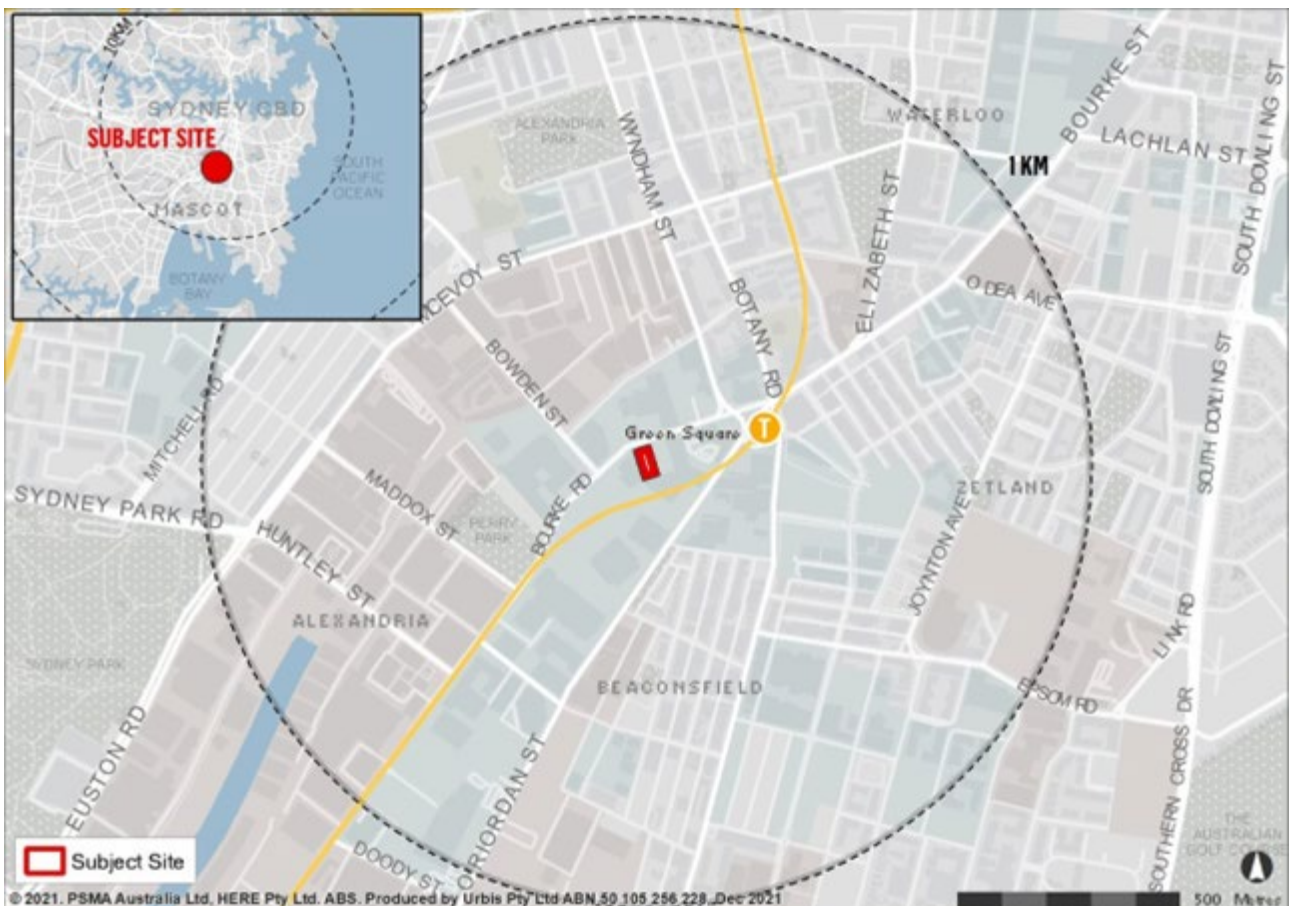 10KM
SYDNEY CBD
SUBJECT SITE
SOUTH
PACIFIC
OCEAN
MASCOT
BOTANY
BAY
ALEXANDRIA
PARK
WYNDHAM ST
WATERLOO
BOURKE ST
LACHLAN ST
SOUTH DOWLING ST
1 KM
ELIZABETH ST
O DEA AVE
BOTANY RD
MCEVOY ST
BOWDEN ST
MITCHELL RD
Green Square
T
SOUTH DOWLING ST
ZETLAND
MADDOX ST
BOURKE RD
PERRY
PARK
SYDNEY PARK RD
HUNTLEY ST
JOYNTON AVE
ALEXANDRIA
LINK RD
SYDNEY PARK
BEACONSFIELD
EPSOM RD
EUSTON RD
O RIORDAN ST
SOUTHERN CROSS DR
THE
AUSTRALIAN
GOLF COURSE
DOODY ST
Subject Site
© 2021. PSMA Australia Ltd, HERE Pty Ltd. ABS. Produced by Urbis Pty Ltd ABN 50 105 256 228, Dec 2021
500 Metres